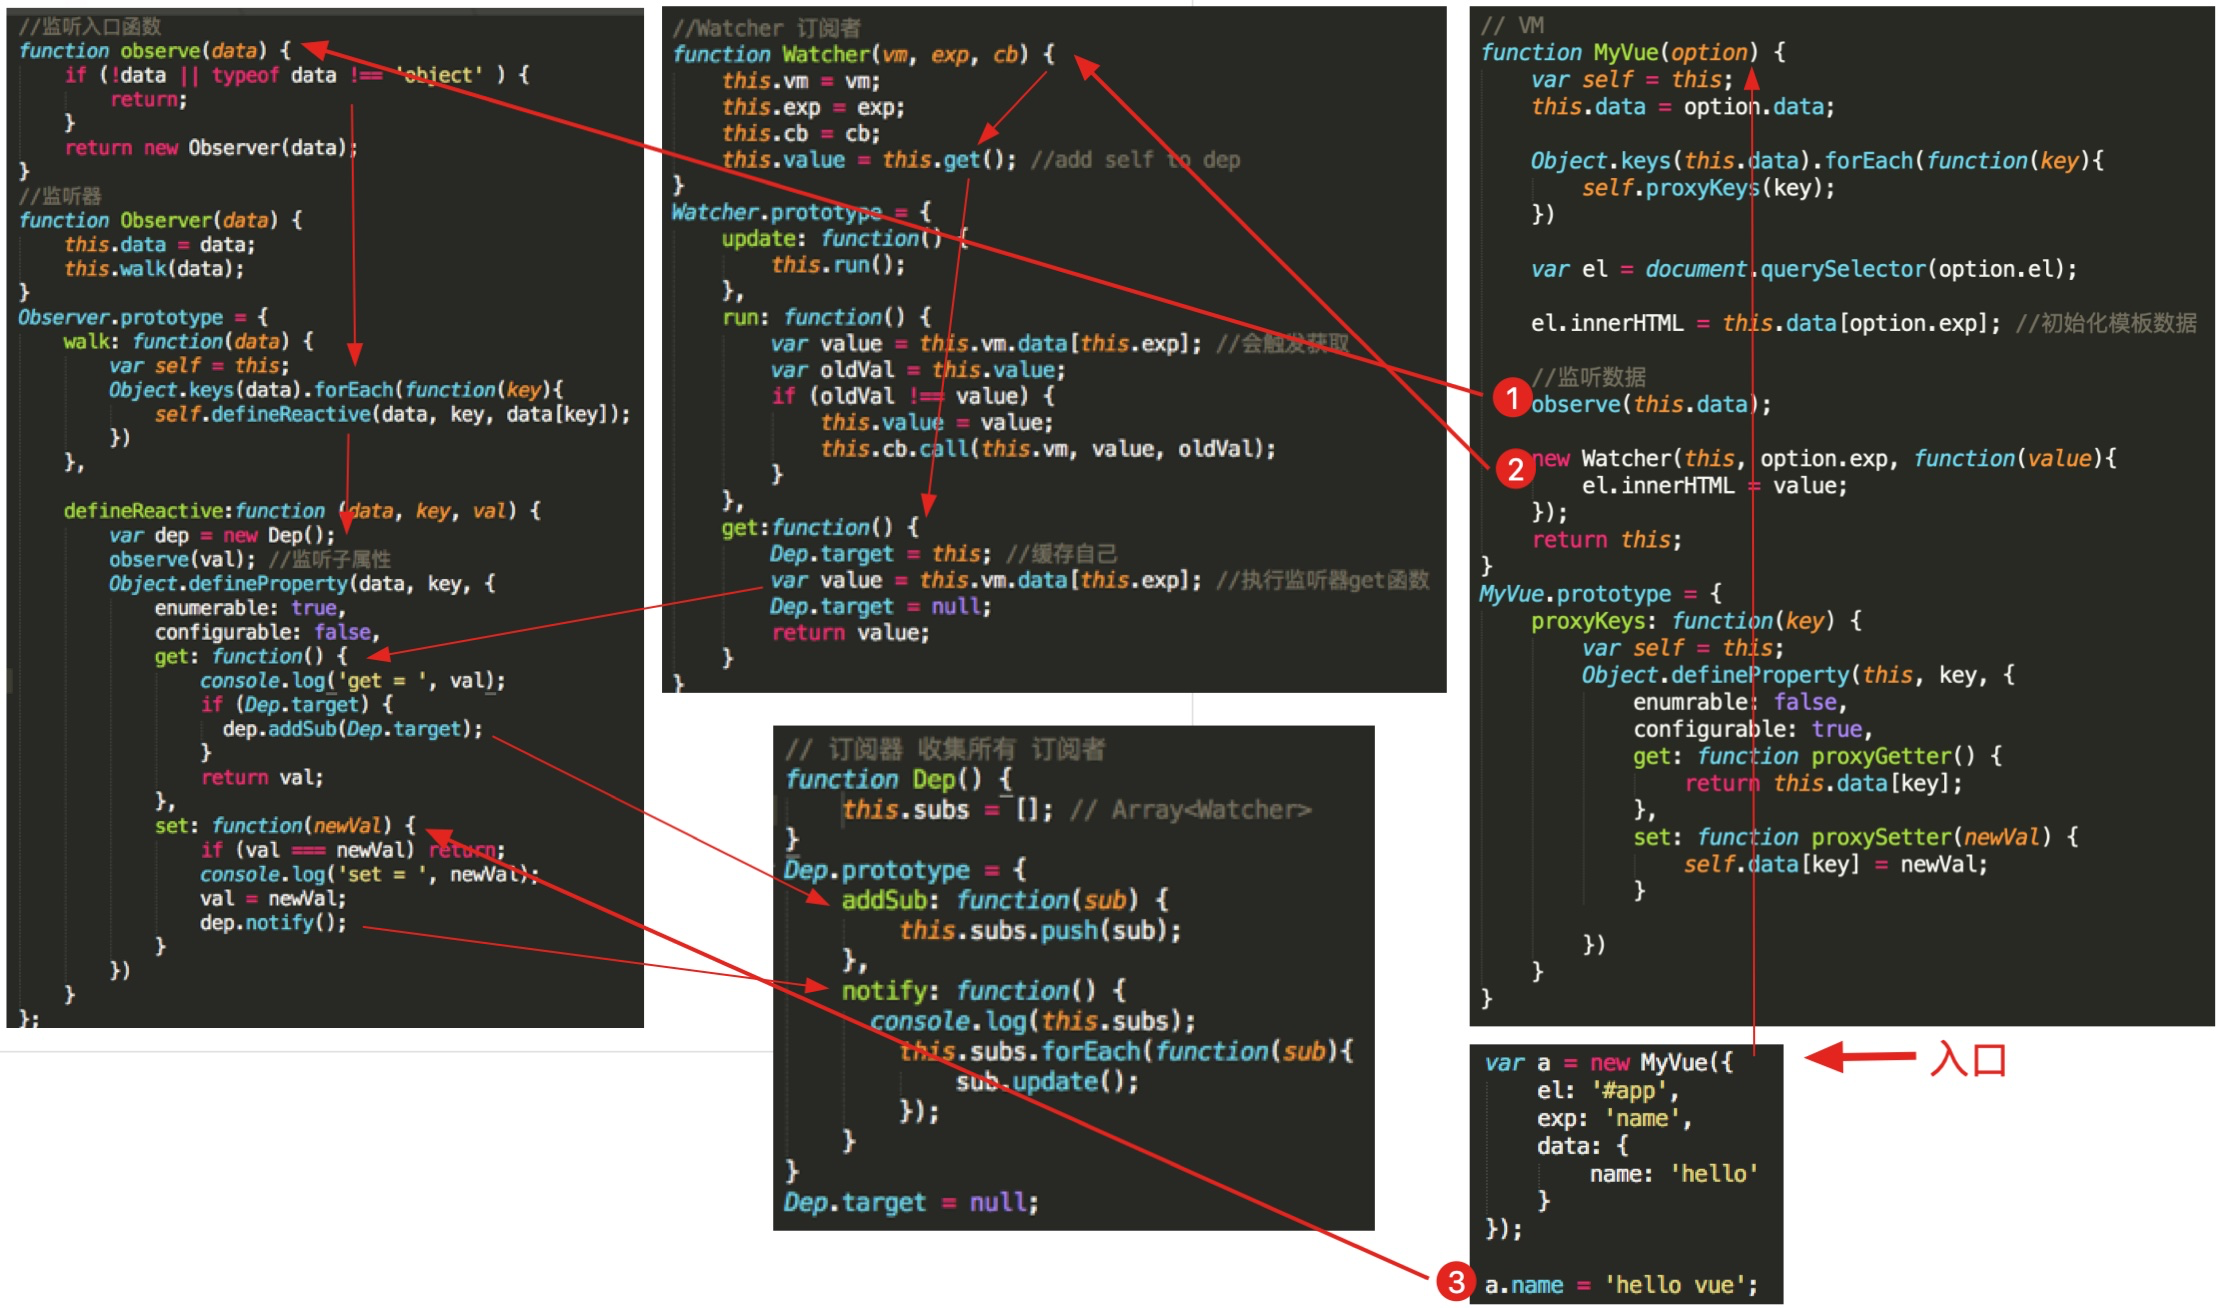 //监听入口函数
function observe(data) {
if (!data || typeof data !== 'object' ) {
return;
}
return new Observer(data);
}
//监听器
function Observer(data) {
this.data = data;
this.walk(data);
}
Observer.prototype = {
walk: function(data) {
var self = this;
Object.keys(data).forEach(function(key){
self.defineReactive(data, key, data[key]);
})
},
defineReactive:function (data, key, val) {
var dep = new Dep();
observe(val); //监听子属性
Object.defineProperty(data, key, {
enumerable: true,
configurable: false,
get: function() {
console.log('get = ', val);
if (Dep.target) {
dep.addSub(Dep.target);
}
return val;
},
set: function(newVal) {
if (val === newVal) return;
console.log('set = ', newVal);
val = newVal;
dep.notify();
}
})
}
};
//Watcher 订阅者
function Watcher(vm, exp, cb) {
this.vm = vm;
this.exp = exp;
this.cb = cb;
this.value = this.get(); //add self to dep
}
Watcher.prototype = {
update: function() {
this.run();
},
run: function() {
var value = this.vm.data[this.exp]; //会触发获取
var oldVal = this.value;
if (oldVal !== value) {
this.value = value;
this.cb.call(this.vm, value, oldVal);
}
},
get:function() {
Dep.target = this; //缓存自己
var value = this.vm.data[this.exp]; //执行监听器get函数
Dep.target = null;
return value;
}
}
// 订阅器 收集所有 订阅者
function Dep() {
this.subs = []; // Array<Watcher>
}
Dep.prototype = {
addSub: function(sub) {
this.subs.push(sub);
},
notify: function() {
console.log(this.subs);
this.subs.forEach(function(sub){
sub.update();
});
}
}
Dep.target = null;
// VM
function MyVue(option) {
var self = this;
this.data = option.data;
Object.keys(this.data).forEach(function(key){
self.proxyKeys(key);
})
var el = document.querySelector(option.el);
el.innerHTML = this.data[option.exp]; //初始化模板数据
//监听数据
1 observe(this.data);
2 new Watcher(this, option.exp, function(value){
el.innerHTML = value;
});
return this;
}
MyVue.prototype = {
proxyKeys: function(key) {
var self = this;
Object.defineProperty(this, key, {
enumrable: false,
configurable: true,
get: function proxyGetter() {
return this.data[key];
},
set: function proxySetter(newVal) {
self.data[key] = newVal;
}
})
}
}
var a = new MyVue({
el: '#app',
exp: 'name',
data: {
name: 'hello'
}
});
3 a.name = 'hello vue';
入口